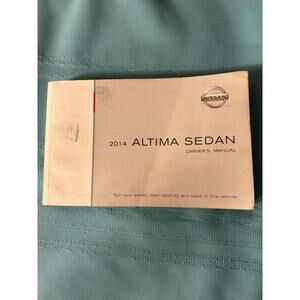 NISSAN
2014 ALTIMA SEDAN
OWNER'S MANUAL
For your safety, read carefully and keep in this vehicle.